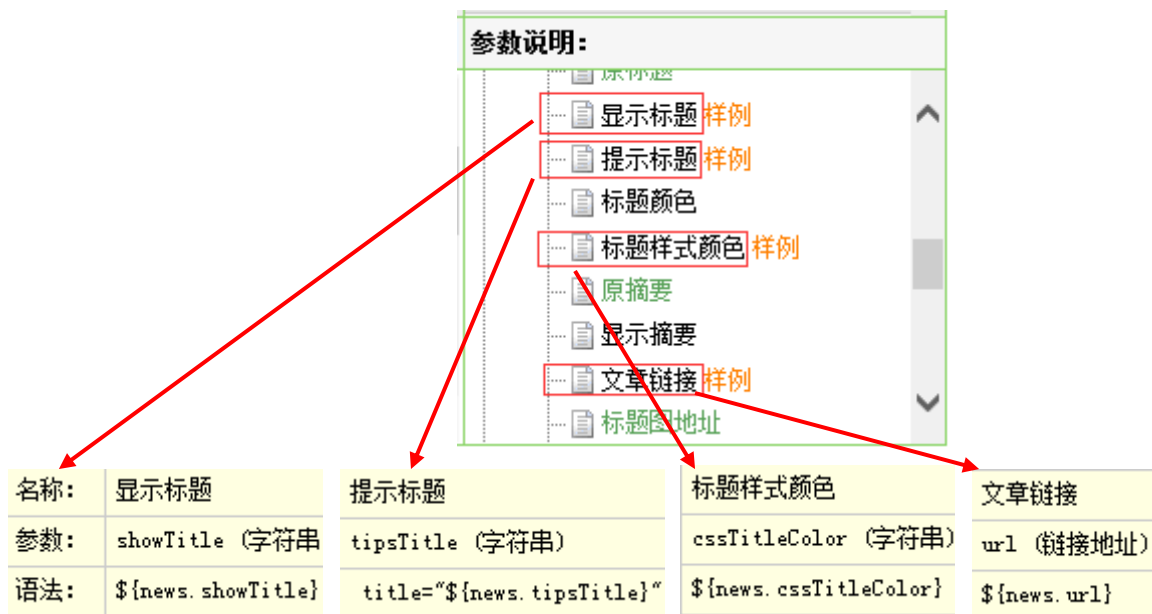 参数说明:
原标题
显示标题 样例
提示标题 样例
标题颜色
标题样式颜色 样例
原摘要
显示摘要
文章链接 样例
标题图地址
名称: 显示标题
参数: showTitle (字符串
语法: ${news.showTitle}
提示标题
tipsTitle (字符串)
title="${news.tipsTitle}"
标题样式颜色
cssTitleColor (字符串)
${news.cssTitleColor}
文章链接
url (链接地址)
${news.url}